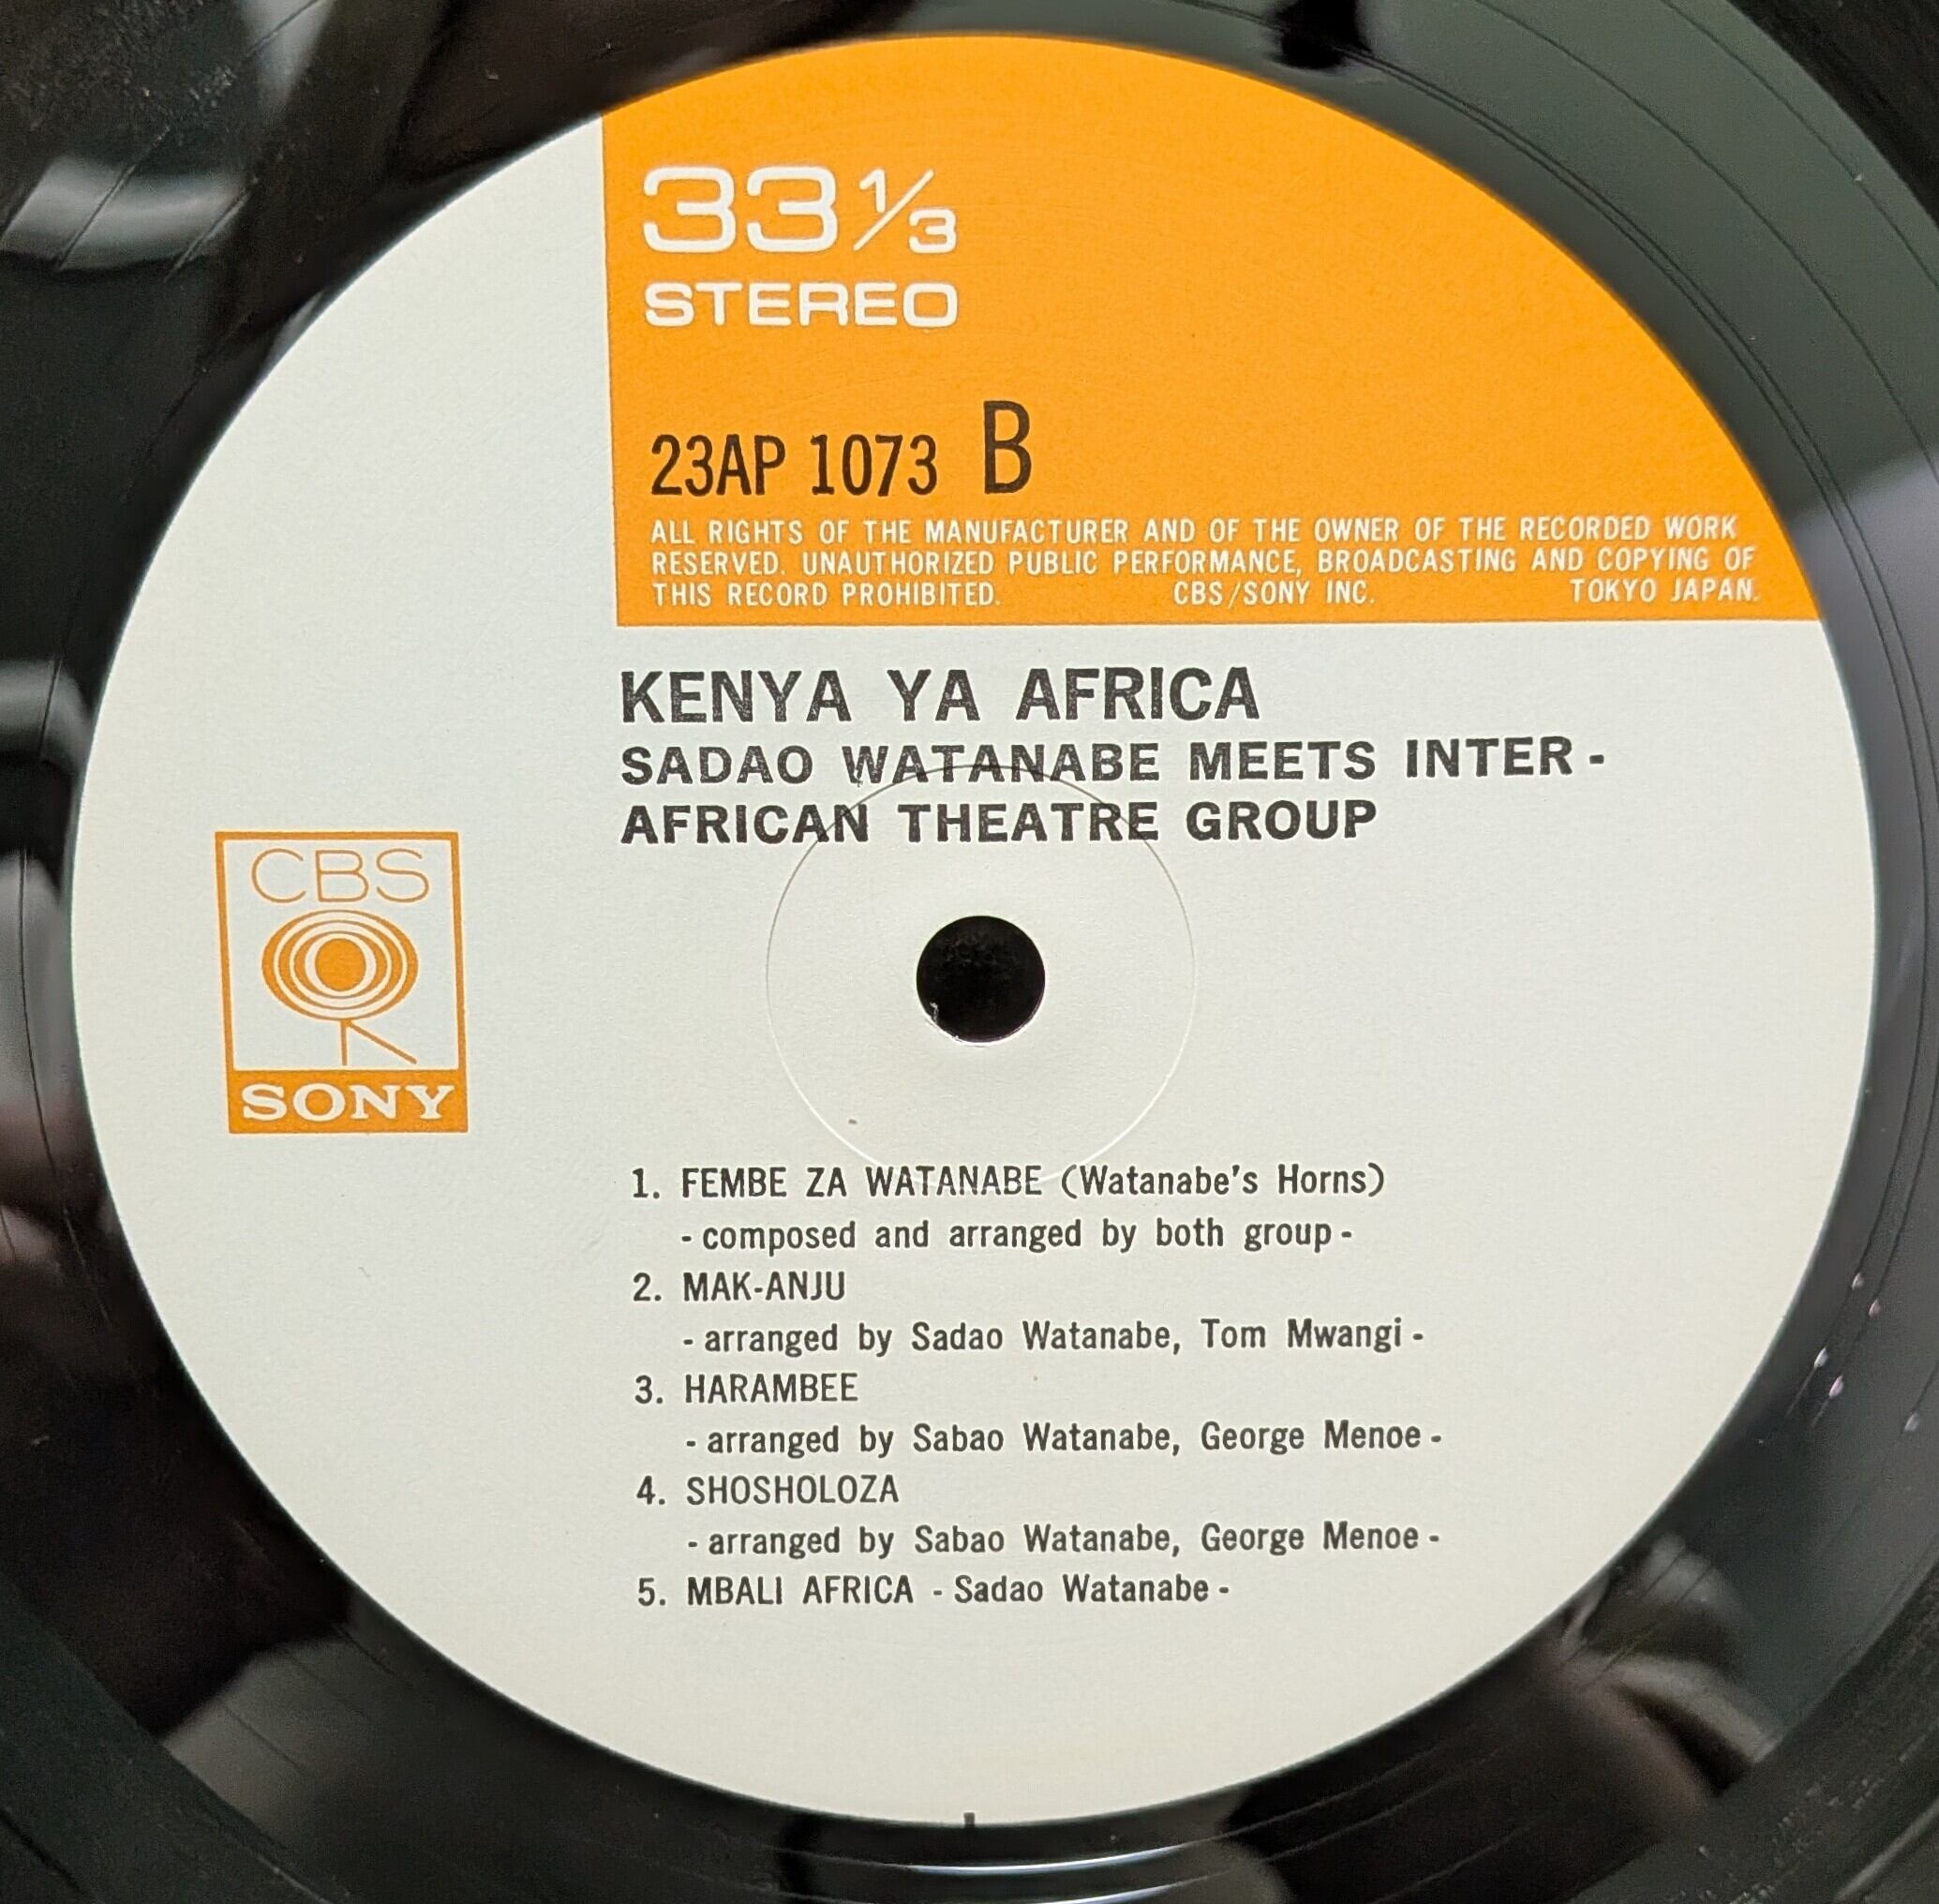 33 1/3
STEREO
23AP 1073 B
ALL RIGHTS OF THE MANUFACTURER AND OF THE OWNER OF THE RECORDED WORK
RESERVED. UNAUTHORIZED PUBLIC PERFORMANCE, BROADCASTING AND COPYING OF
THIS RECORD PROHIBITED. CBS/SONY INC. TOKYO JAPAN.
KENYA YA AFRICA
SADAO WATANABE MEETS INTER-
AFRICAN THEATRE GROUP
CBS
SONY
1. FEMBE ZA WATANABE (Watanabe's Horns)
- composed and arranged by both group -
2. MAK-ANJU
- arranged by Sadao Watanabe, Tom Mwangi -
3. HARAMBEE
- arranged by Sabao Watanabe, George Menoe -
4. SHOSHOLOZA
- arranged by Sabao Watanabe, George Menoe -
5. MBALI AFRICA - Sadao Watanabe -